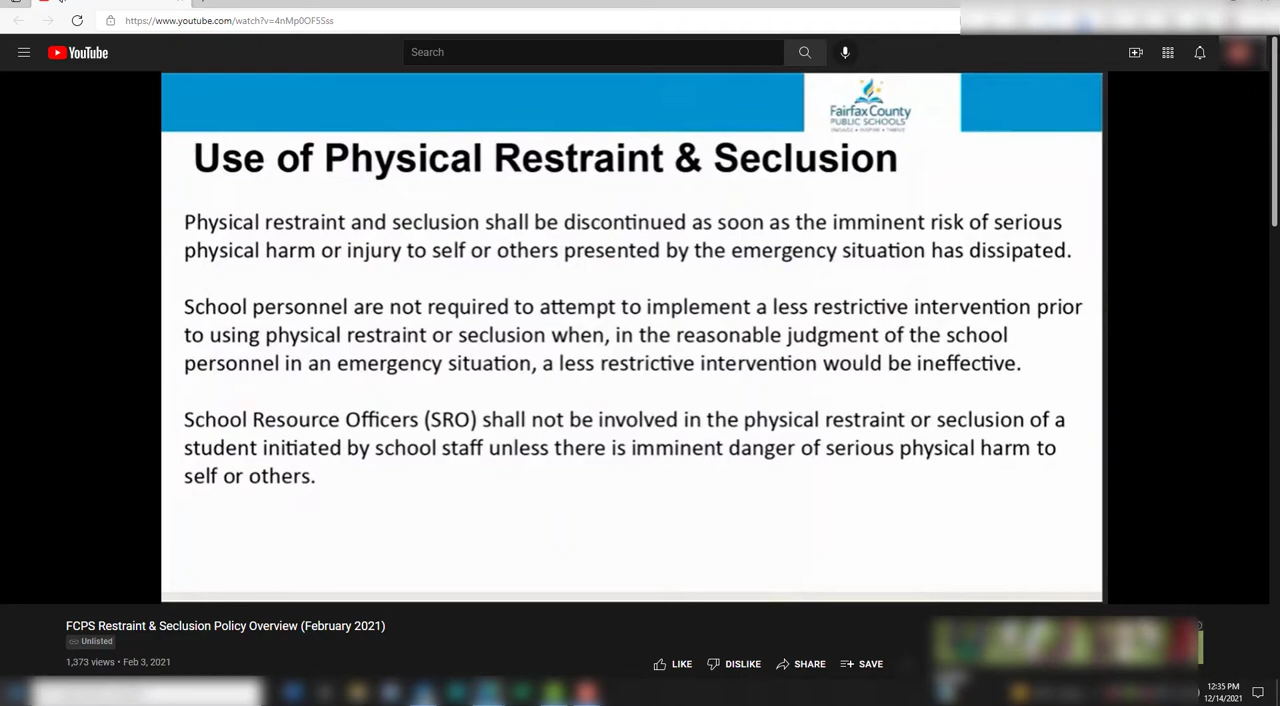 https://www.youtube.com/watch?v=4nMp0OF5Sss
YouTube
Search
Fairfax County
PUBLIC SCHOOLS
Use of Physical Restraint & Seclusion
Physical restraint and seclusion shall be discontinued as soon as the imminent risk of serious
physical harm or injury to self or others presented by the emergency situation has dissipated.
School personnel are not required to attempt to implement a less restrictive intervention prior
to using physical restraint or seclusion when, in the reasonable judgment of the school
personnel in an emergency situation, a less restrictive intervention would be ineffective.
School Resource Officers (SRO) shall not be involved in the physical restraint or seclusion of a
student initiated by school staff unless there is imminent danger of serious physical harm to
self or others.
FCPS Restraint & Seclusion Policy Overview (February 2021)
Unlisted
1,373 views • Feb 3, 2021
LIKE DISLIKE SHARE SAVE
12:35 PM
12/14/2021